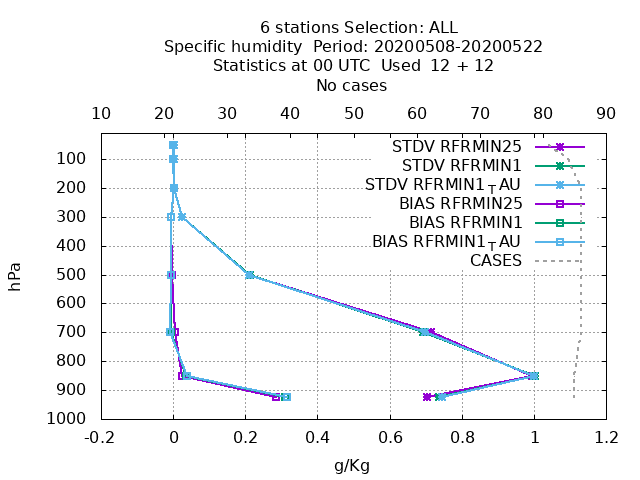 6 stations Selection: ALL
Specific humidity  Period: 20200508-20200522
Statistics at 00 UTC  Used  12 + 12
No cases
10 20 30 40 50 60 70 80 90
STDV RFRMIN25
STDV RFRMIN1
STDV RFRMIN1_TAU
BIAS RFRMIN25
BIAS RFRMIN1
BIAS RFRMIN1_TAU
CASES
100
200
300
400
500
600
700
800
900
1000
hPa
-0.2 0 0.2 0.4 0.6 0.8 1 1.2
g/Kg